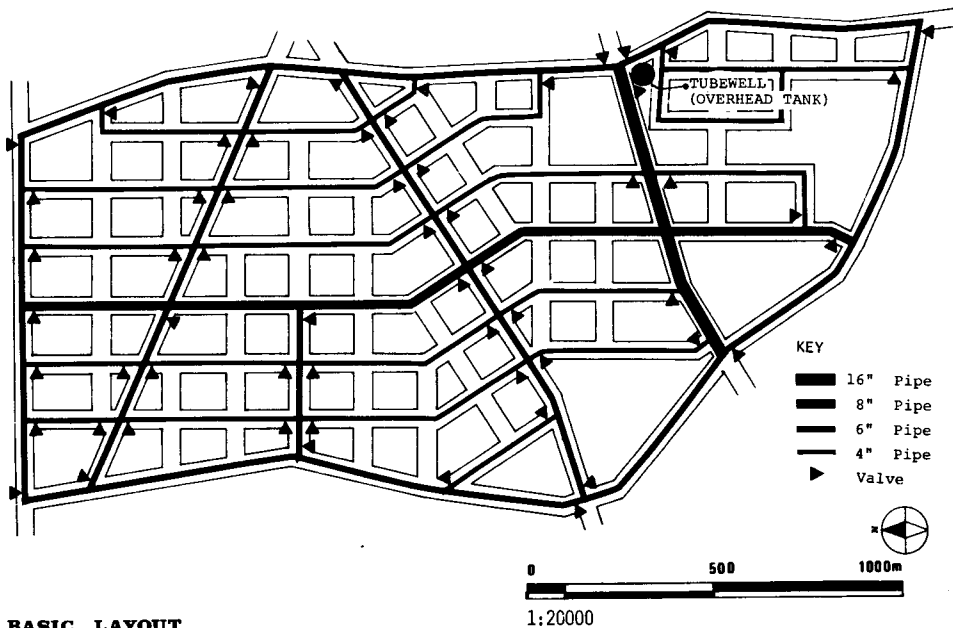 TUBEWELL
(OVERHEAD TANK)
KEY
16" Pipe
8" Pipe
6" Pipe
4" Pipe
Valve
N
0 500 1000m
1:20000
BASIC LAYOUT